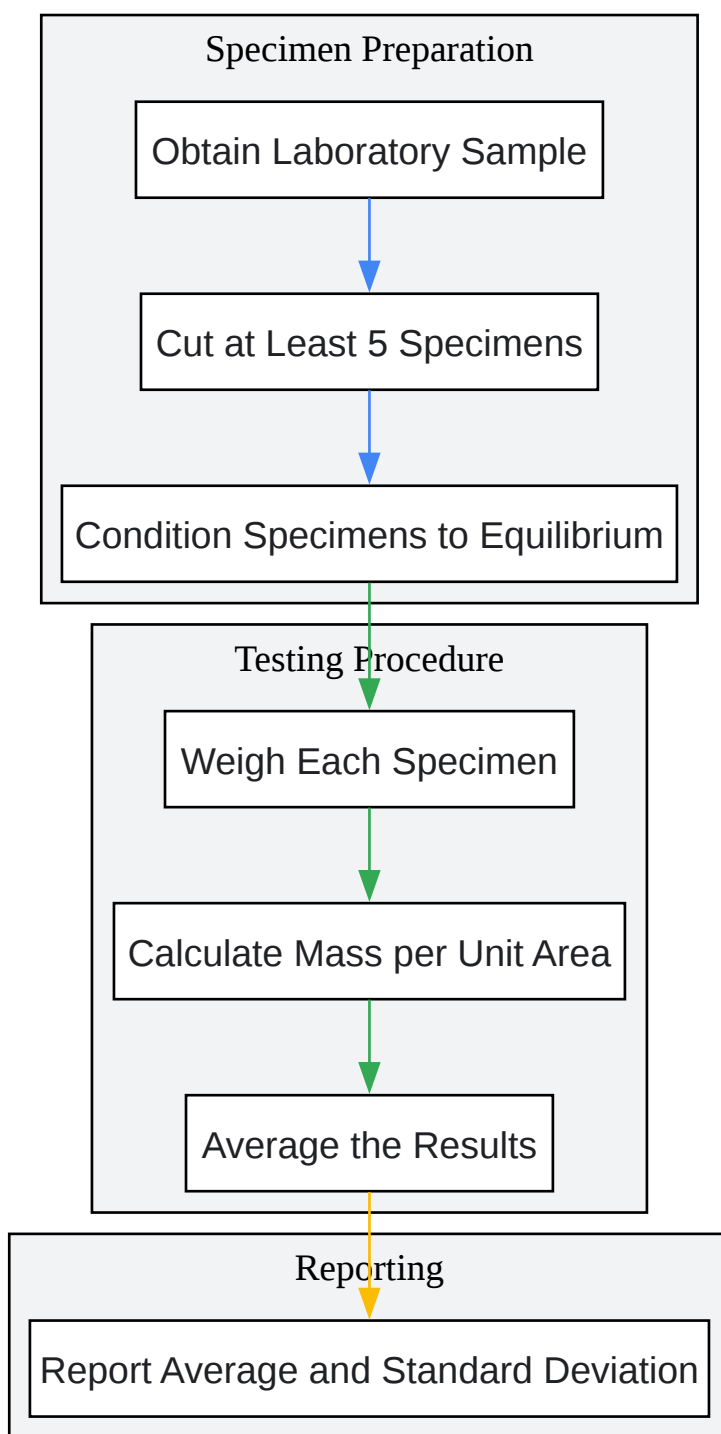 Specimen Preparation
Obtain Laboratory Sample
Cut at Least 5 Specimens
Condition Specimens to Equilibrium
Testing Procedure
Weigh Each Specimen
Calculate Mass per Unit Area
Average the Results
Reporting
Report Average and Standard Deviation